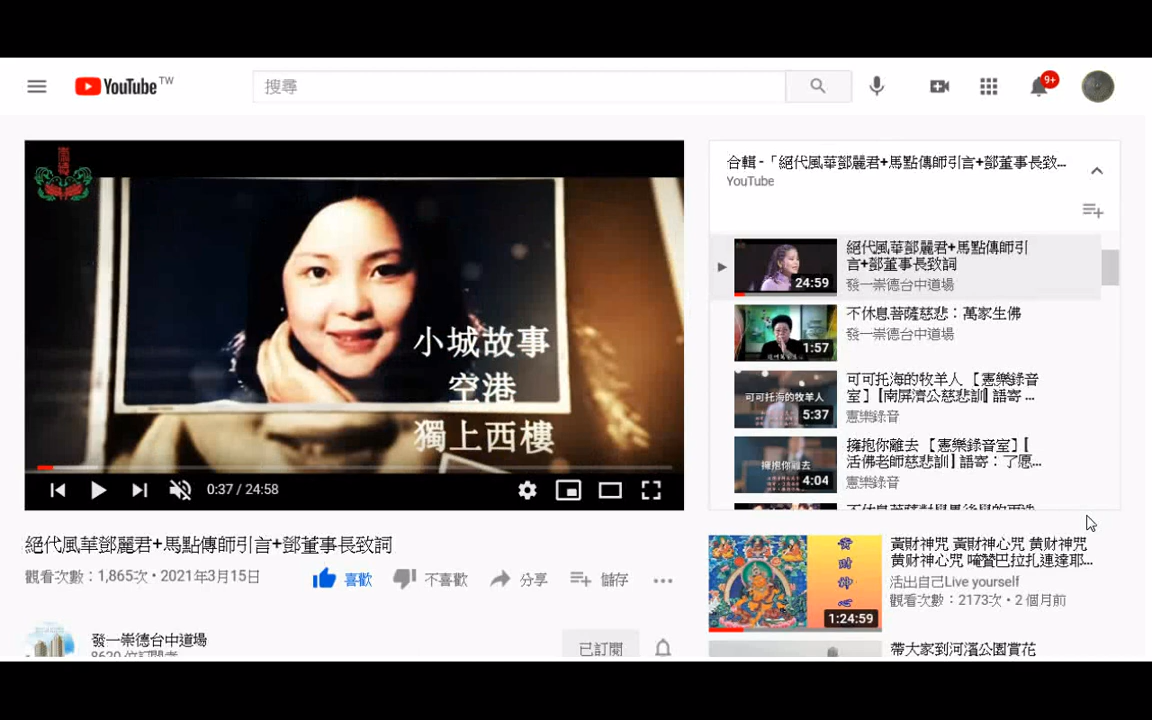 YouTube TW
搜尋
9+
小城故事
空港
獨上西樓
0:37 / 24:58
絕代風華鄧麗君+馬點傳師引言+鄧董事長致詞
觀看次數：1,865次 • 2021年3月15日
喜歡
不喜歡
分享
儲存
發一崇德台中道場
已訂閱
合輯 -「絕代風華鄧麗君+馬點傳師引言+鄧董事長致...
YouTube
24:59
絕代風華鄧麗君+馬點傳師引
言+鄧董事長致詞
發一崇德台中道場
1:57
不休息菩薩慈悲：萬家生佛
發一崇德台中道場
可可托海的牧羊人
5:37
可可托海的牧羊人 【憲樂錄音
室】【南屏濟公慈悲訓】語寄 ...
憲樂錄音
擁抱你離去
4:04
擁抱你離去 【憲樂錄音室】【
活佛老師慈悲訓】語寄：了愿...
憲樂錄音
1:24:59
黃財神咒 黃財神心咒 黄财神咒
黄财神心咒 唵贊巴拉扎連達耶...
活出自己Live yourself
觀看次數：2173次 • 2 個月前
帶大家到河濱公園賞花